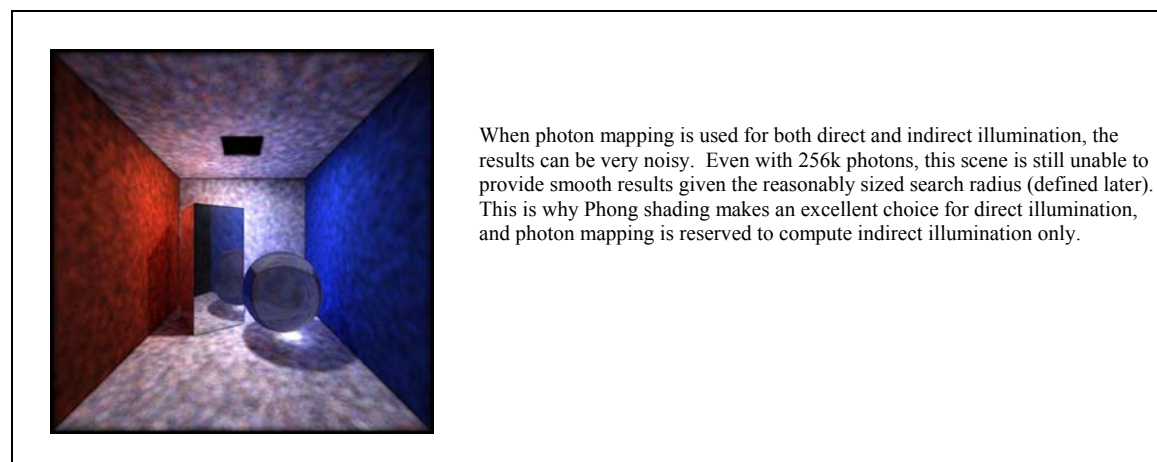 When photon mapping is used for both direct and indirect illumination, the
results can be very noisy.  Even with 256k photons, this scene is still unable to
provide smooth results given the reasonably sized search radius (defined later).
This is why Phong shading makes an excellent choice for direct illumination,
and photon mapping is reserved to compute indirect illumination only.